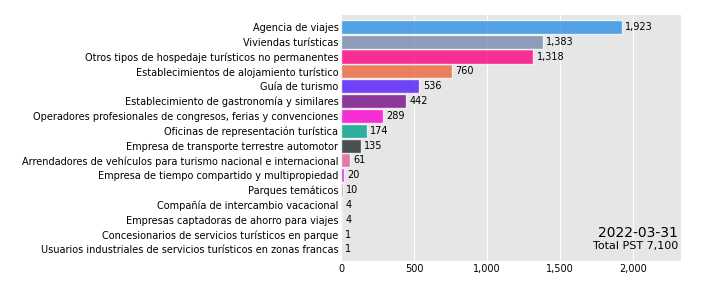 Agencia de viajes 1,923
Viviendas turísticas 1,383
Otros tipos de hospedaje turísticos no permanentes 1,318
Establecimientos de alojamiento turístico 760
Guía de turismo 536
Establecimiento de gastronomía y similares 442
Operadores profesionales de congresos, ferias y convenciones 289
Oficinas de representación turística 174
Empresa de transporte terrestre automotor 135
Arrendadores de vehículos para turismo nacional e internacional 61
Empresa de tiempo compartido y multipropiedad 20
Parques temáticos 10
Compañía de intercambio vacacional 4
Empresas captadoras de ahorro para viajes 4
Concesionarios de servicios turísticos en parque 1
Usuarios industriales de servicios turísticos en zonas francas 1
2022-03-31
Total PST 7,100
0 500 1,000 1,500 2,000